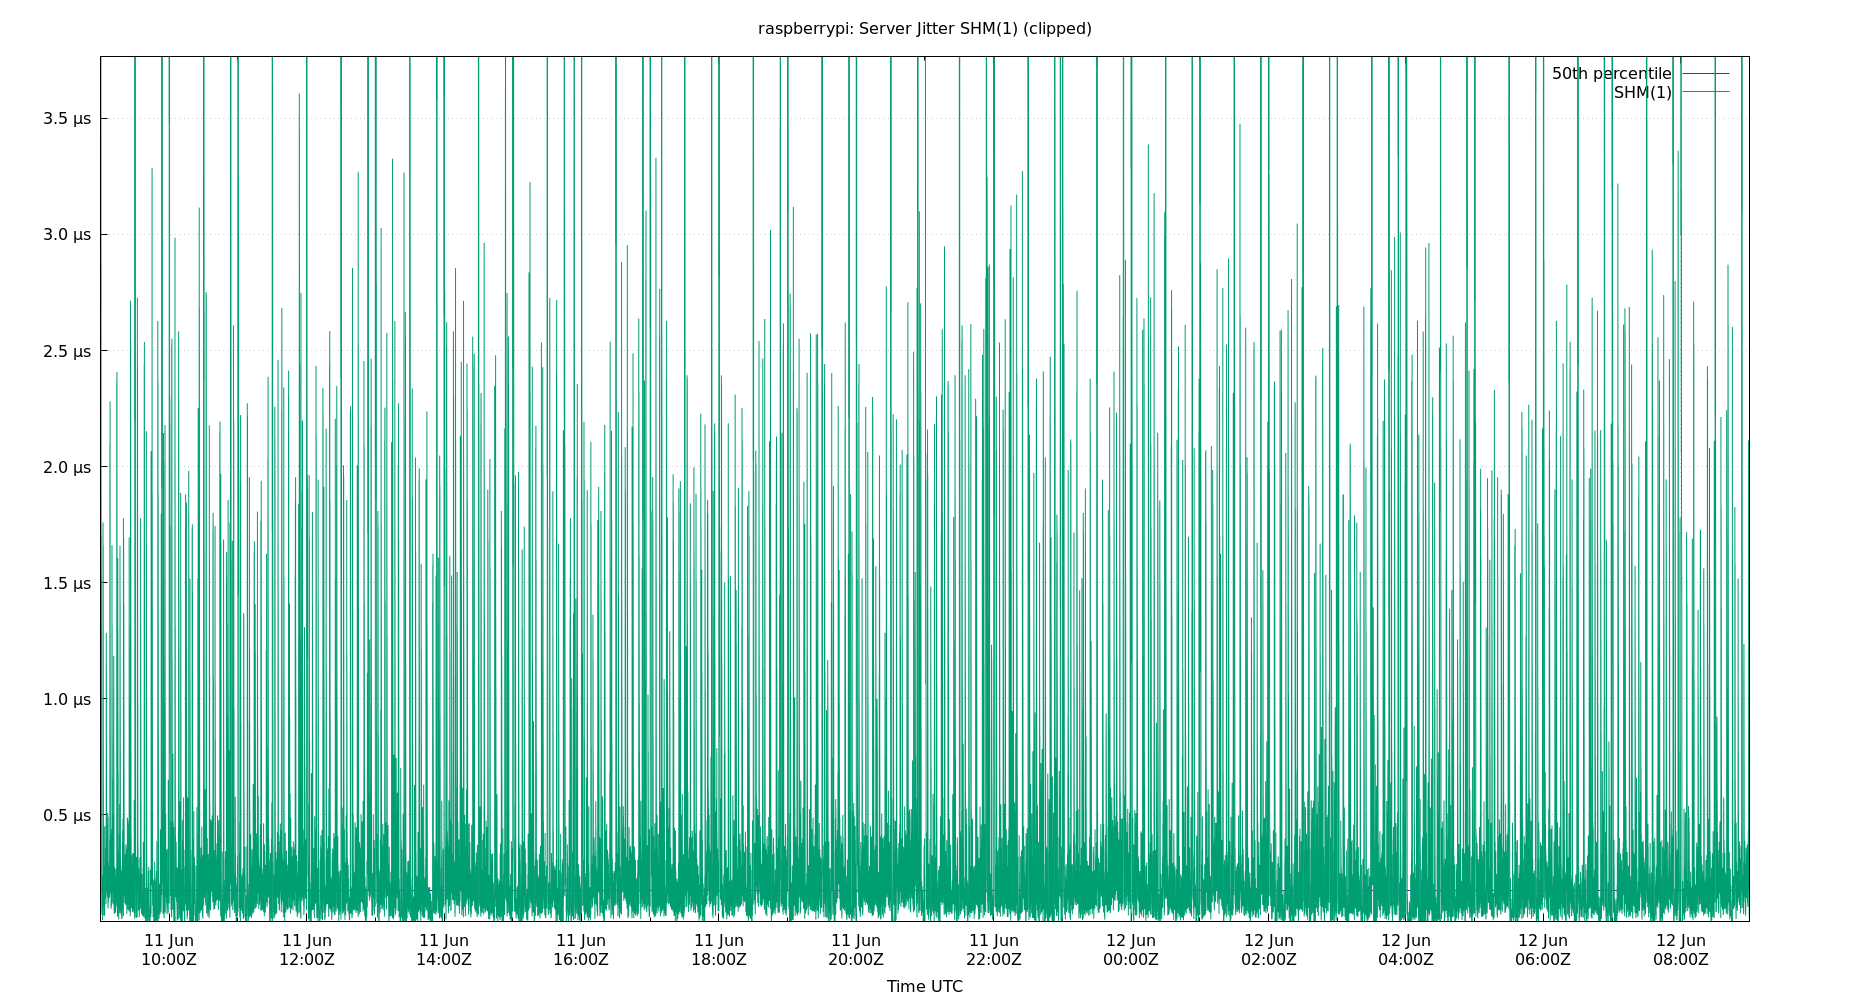 raspberrypi: Server Jitter SHM(1) (clipped)
50th percentile
SHM(1)
3.5 µs
3.0 µs
2.5 µs
2.0 µs
1.5 µs
1.0 µs
0.5 µs
11 Jun 11 Jun 11 Jun 11 Jun 11 Jun 11 Jun 11 Jun 12 Jun 12 Jun 12 Jun 12 Jun 12 Jun
10:00Z 12:00Z 14:00Z 16:00Z 18:00Z 20:00Z 22:00Z 00:00Z 02:00Z 04:00Z 06:00Z 08:00Z
Time UTC